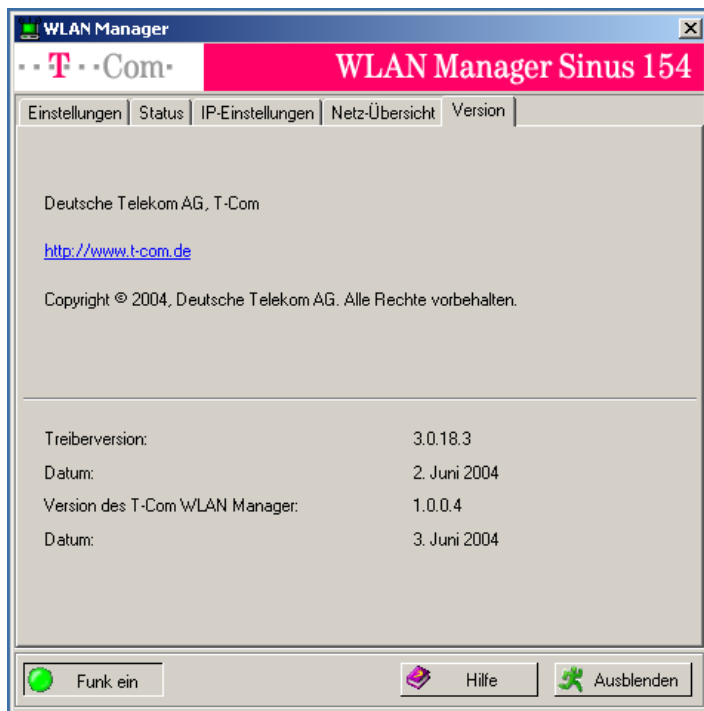 WLAN Manager
T Com
WLAN Manager Sinus 154
Einstellungen Status IP-Einstellungen Netz-Übersicht Version
Deutsche Telekom AG, T-Com
http://www.t-com.de
Copyright © 2004, Deutsche Telekom AG. Alle Rechte vorbehalten.
Treiberversion: 3.0.18.3
Datum: 2. Juni 2004
Version des T-Com WLAN Manager: 1.0.0.4
Datum: 3. Juni 2004
Funk ein Hilfe Ausblenden